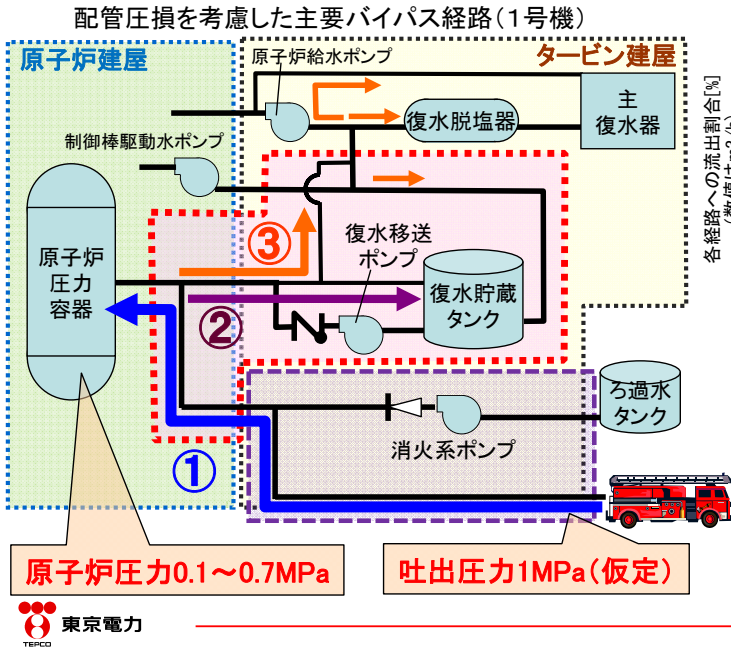 配管圧損を考慮した主要バイパス経路(１号機)
原子炉建屋
原子炉給水ポンプ
タービン建屋
主
復水器
復水脱塩器
制御棒駆動水ポンプ
各経路への流出割合[%]
③
復水移送
ポンプ
原子炉
圧力
容器
復水貯蔵
タンク
②
ろ過水
タンク
消火系ポンプ
①
原子炉圧力0.1～0.7MPa
吐出圧力1MPa(仮定)
東京電力
TEPCO